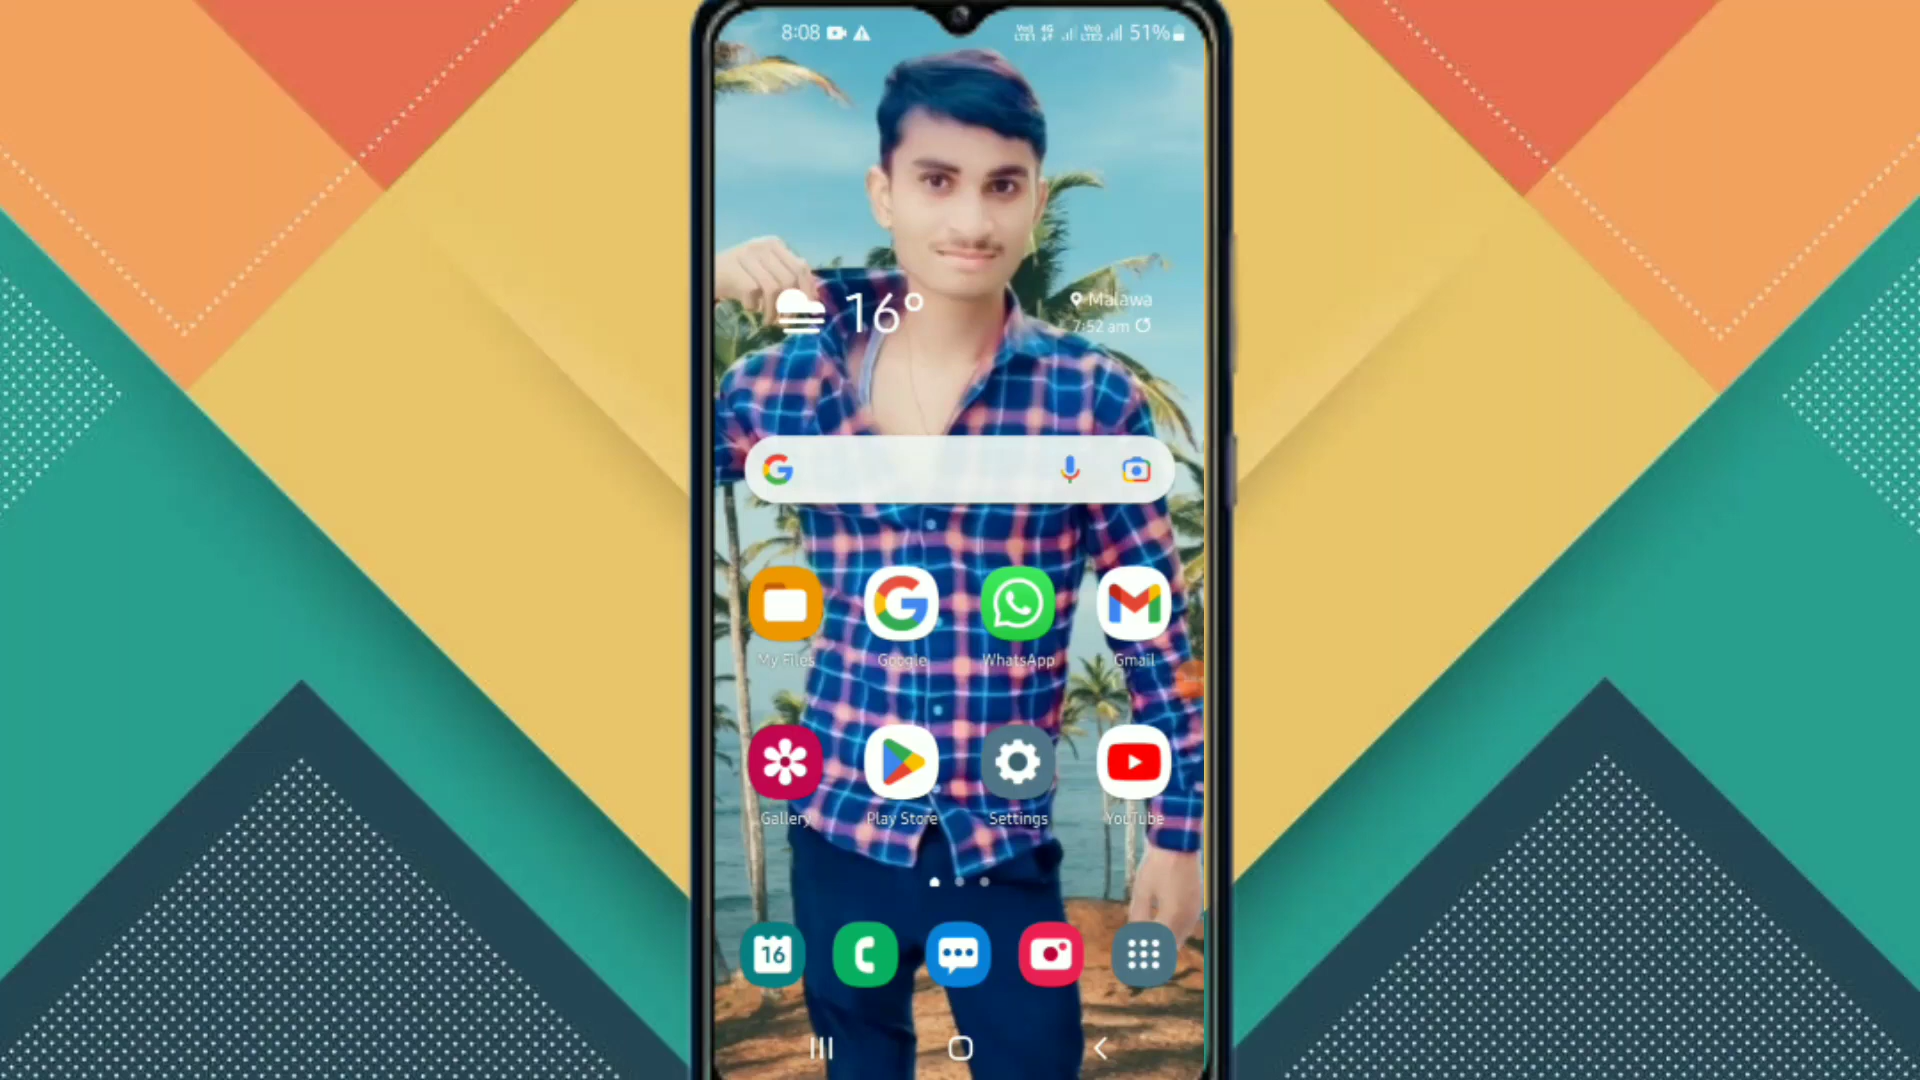 8:08 51%
16° Malawa
7:52 am
My Files Google WhatsApp Gmail
Gallery Play Store Settings YouTube
16